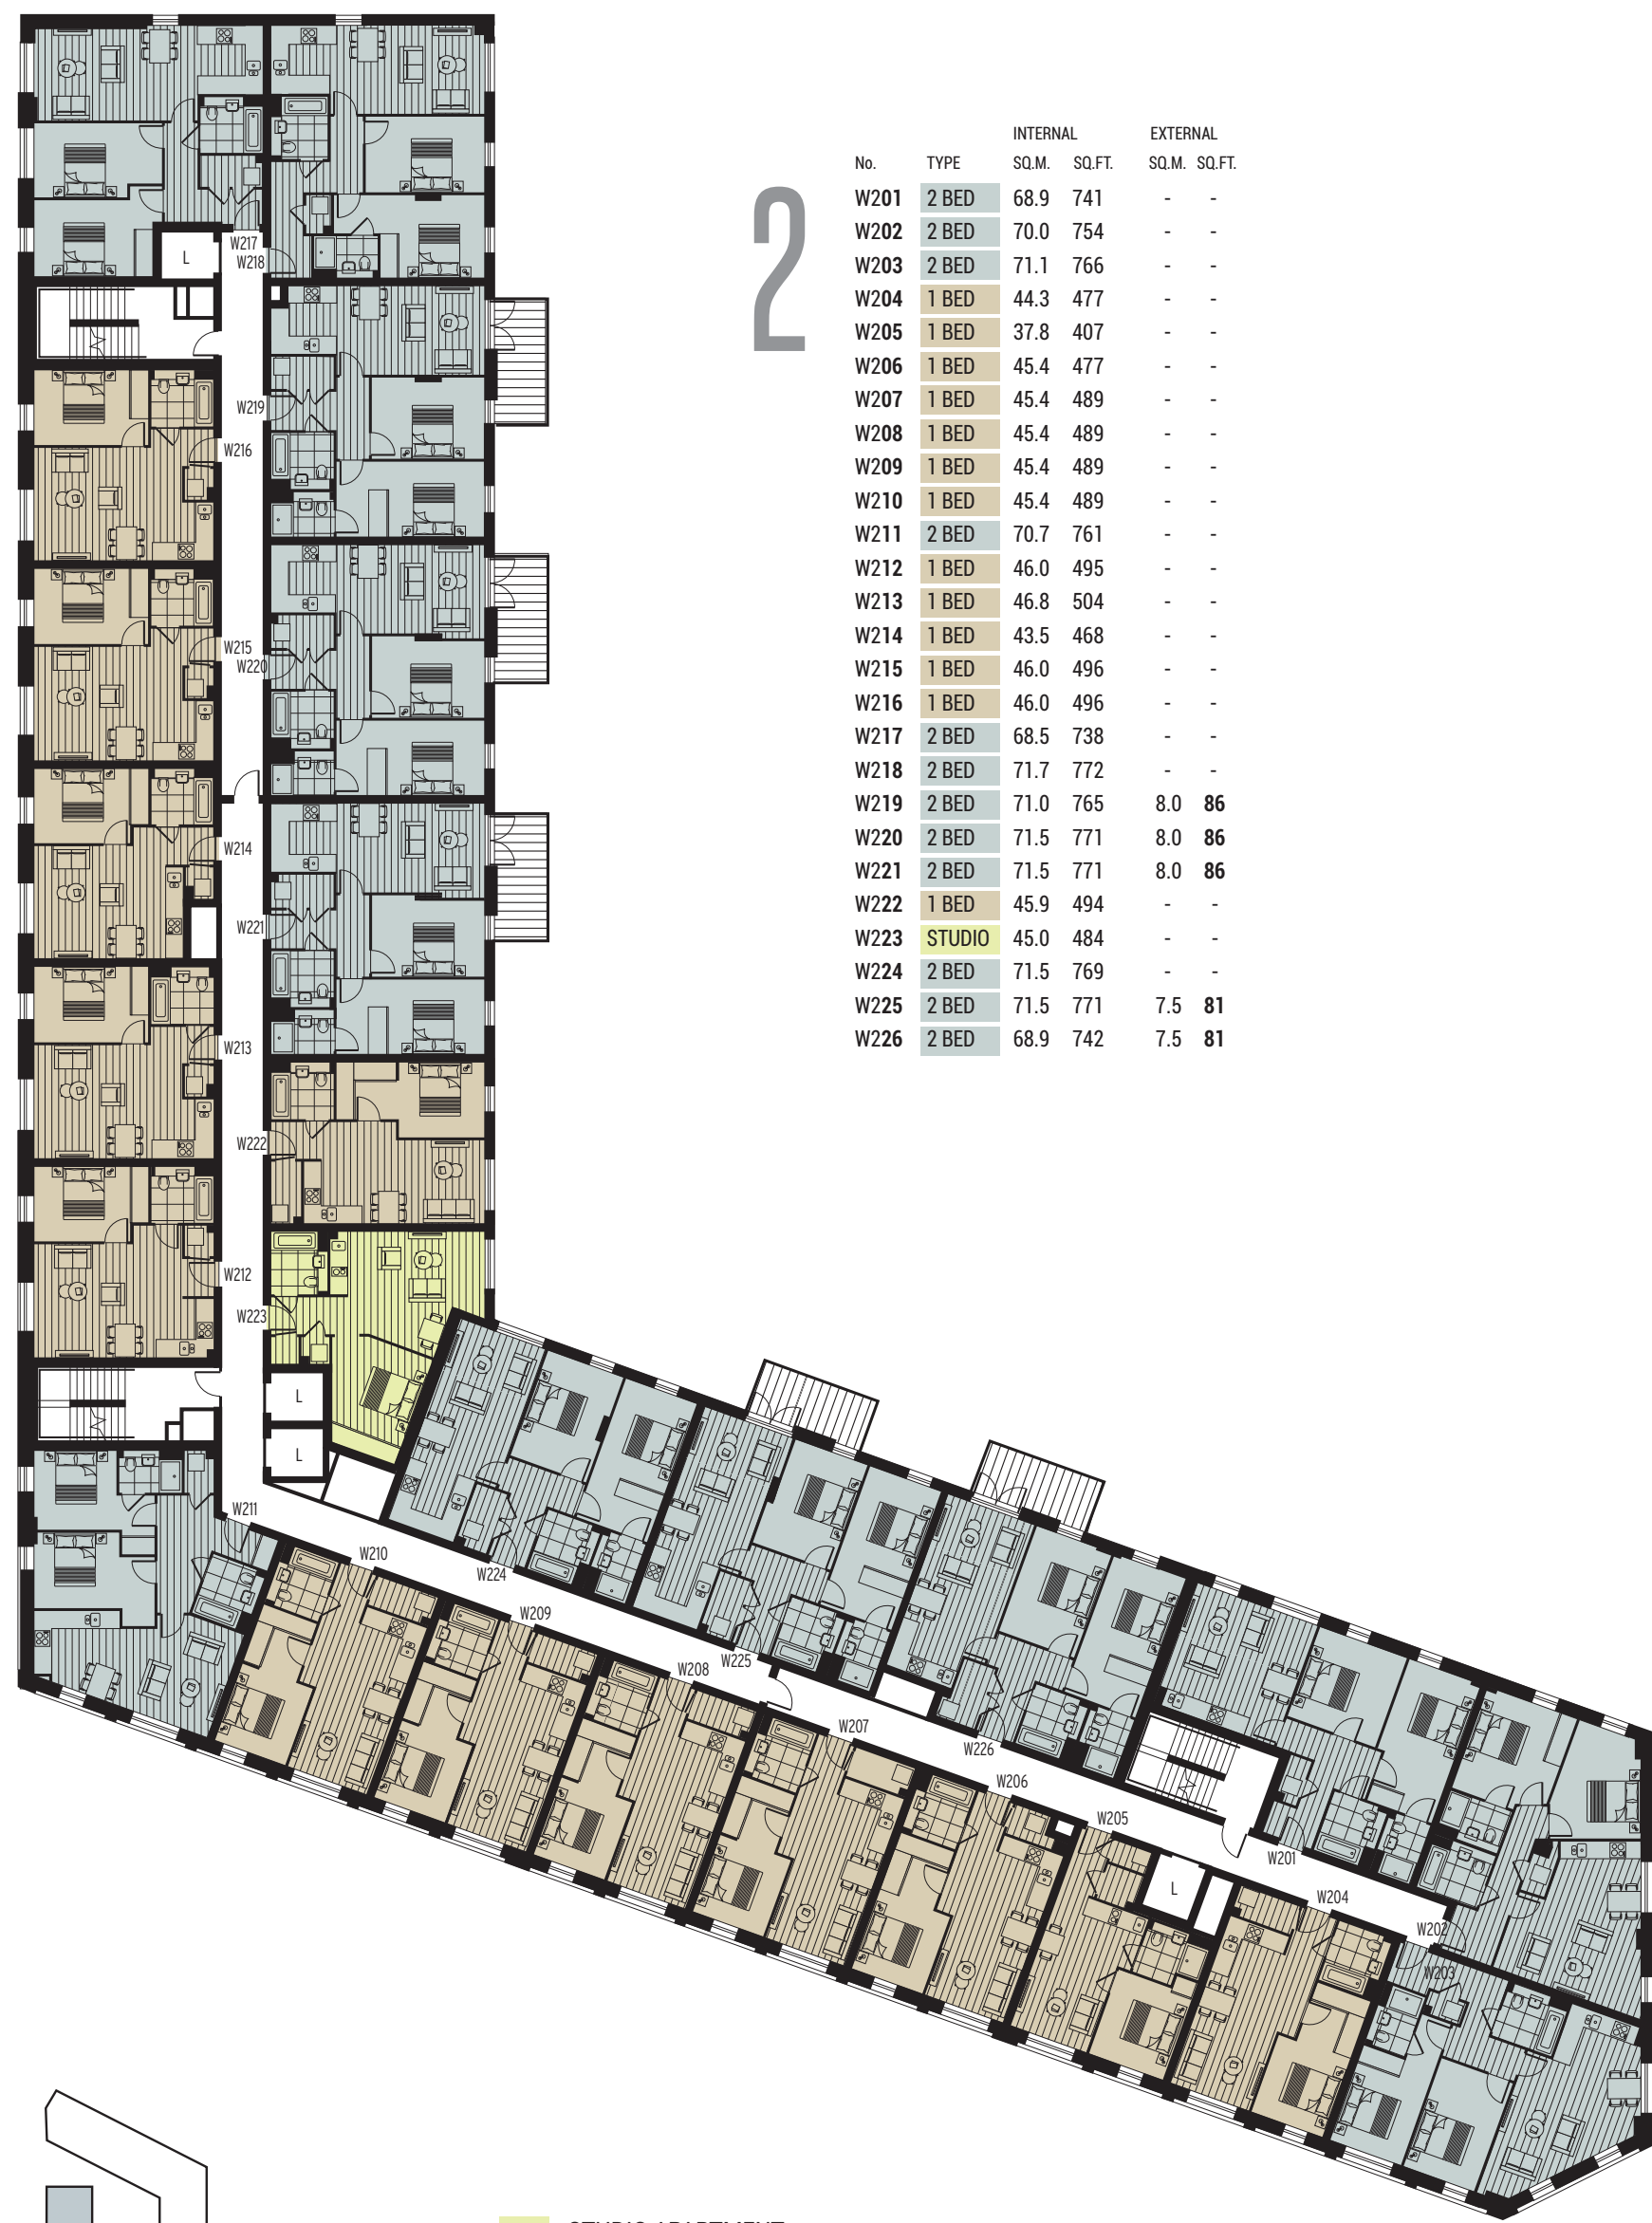 2
INTERNAL EXTERNAL
No. TYPE SQ.M. SQ.FT. SQ.M. SQ.FT.
W201 2 BED 68.9 741 - -
W202 2 BED 70.0 754 - -
W203 2 BED 71.1 766 - -
W204 1 BED 44.3 477 - -
W205 1 BED 37.8 407 - -
W206 1 BED 45.4 477 - -
W207 1 BED 45.4 489 - -
W208 1 BED 45.4 489 - -
W209 1 BED 45.4 489 - -
W210 1 BED 45.4 489 - -
W211 2 BED 70.7 761 - -
W212 1 BED 46.0 495 - -
W213 1 BED 46.8 504 - -
W214 1 BED 43.5 468 - -
W215 1 BED 46.0 496 - -
W216 1 BED 46.0 496 - -
W217 2 BED 68.5 738 - -
W218 2 BED 71.7 772 - -
W219 2 BED 71.0 765 8.0 86
W220 2 BED 71.5 771 8.0 86
W221 2 BED 71.5 771 8.0 86
W222 1 BED 45.9 494 - -
W223 STUDIO 45.0 484 - -
W224 2 BED 71.5 769 - -
W225 2 BED 71.5 771 7.5 81
W226 2 BED 68.9 742 7.5 81
W217
L
W218
W219
W216
W215
W220
W214
W221
W213
W222
W212
W223
L
L
W211
W210
W224
W209
W225
W208
W207
W226
W206
W205
W201
L
W204
W202
W203